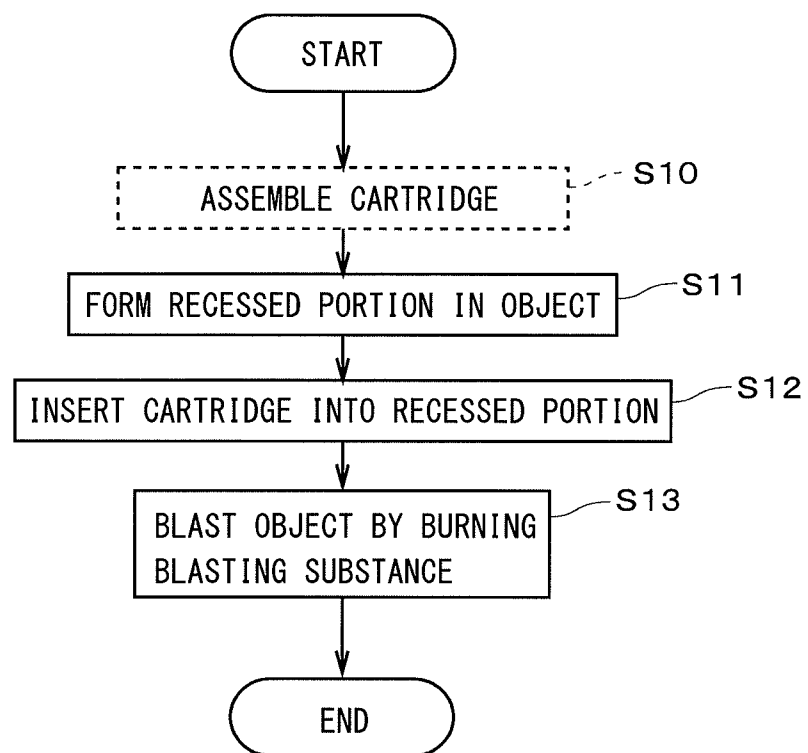 START
ASSEMBLE CARTRIDGE
S10
FORM RECESSED PORTION IN OBJECT
S11
INSERT CARTRIDGE INTO RECESSED PORTION
S12
BLAST OBJECT BY BURNING
BLASTING SUBSTANCE
S13
END